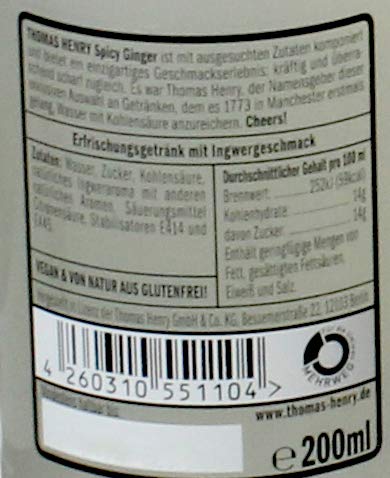 THOMAS HENRY Spicy Ginger ist mit ausgesuchten Zutaten komponiert
und bietet ein einzigartiges Geschmackserlebnis: kräftig und überra-
schend scharf zugleich. Es war Thomas Henry, der Namensgeber dieser
exklusiven Auswahl an Getränken, dem es 1773 in Manchester erstmals
gelang, Wasser mit Kohlensäure anzureichern. Cheers!
Erfrischungsgetränk mit Ingwergeschmack
Zutaten: Wasser, Zucker, Kohlensäure,
natürliches Ingweraroma mit anderen
natürlichen Aromen, Säuerungsmittel
Citronensäure, Stabilisatoren E414 und
E445.
VEGAN & VON NATUR AUS GLUTENFREI!
Durchschnittlicher Gehalt pro 100 ml
Brennwert 252kJ (59kcal)
Kohlenhydrate 14g
davon Zucker 14g
Enthält geringfügige Mengen von
Fett, gesättigten Fettsäuren,
Eiweiß und Salz.
Hergestellt in Lizenz der Thomas Henry GmbH & Co. KG, Bessemerstraße 22, 12103 Berlin
4 260310 551104 >
MEHRWEG
Mindestens haltbar bis:
www.thomas-henry.de
e 200ml